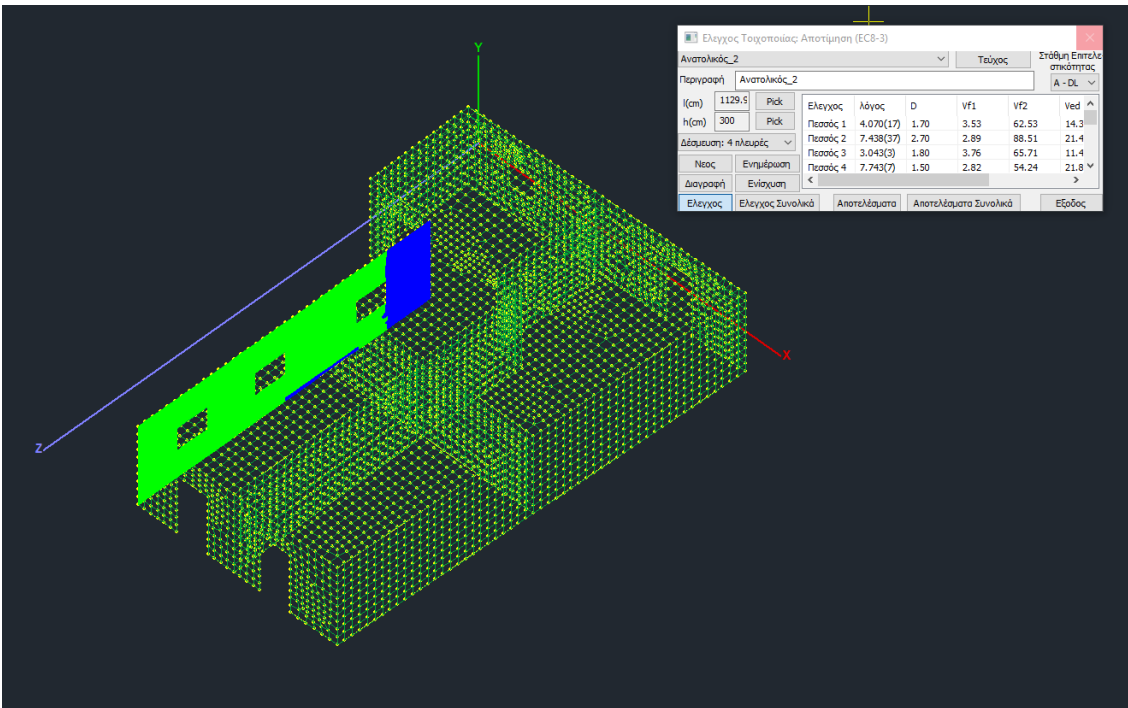 Ελεγχος Τοιχοποιίας: Αποτίμηση (EC8-3)
Ανατολικός_2
Τεύχος
Στάθμη Επιτελε
στικότητας
Περιγραφή Ανατολικός_2
A - DL
l(cm) 1129.9 Pick
h(cm) 300 Pick
Δέσμευση: 4 πλευρές
Νεος Ενημέρωση
Διαγραφή Ενίσχυση
Ελεγχος λόγος D Vf1 Vf2 Ved
Πεσσός 1 4.070(17) 1.70 3.53 62.53 14.3
Πεσσός 2 7.438(37) 2.70 2.89 88.51 21.4
Πεσσός 3 3.043(3) 1.80 3.76 65.71 11.4
Πεσσός 4 7.743(7) 1.50 2.82 54.24 21.8
Ελεγχος Ελεγχος Συνολικά Αποτελέσματα Αποτελέσματα Συνολικά Εξοδος
Y
X
Z